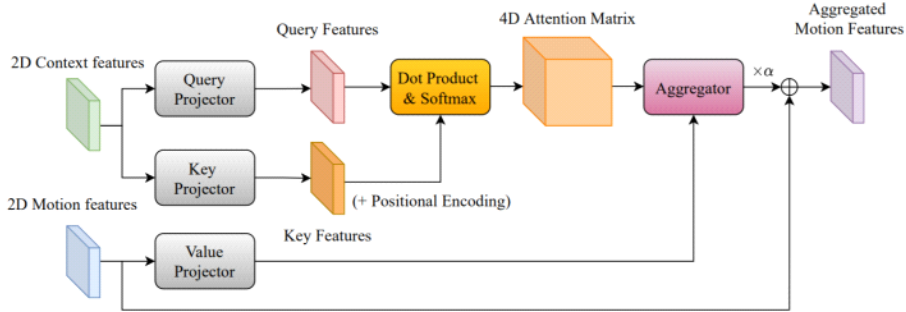 Aggregated
Motion Features
4D Attention Matrix
Query Features
2D Context features
Query
Projector
Dot Product
& Softmax
Aggregator
×α
Key
Projector
(+ Positional Encoding)
2D Motion features
Key Features
Value
Projector